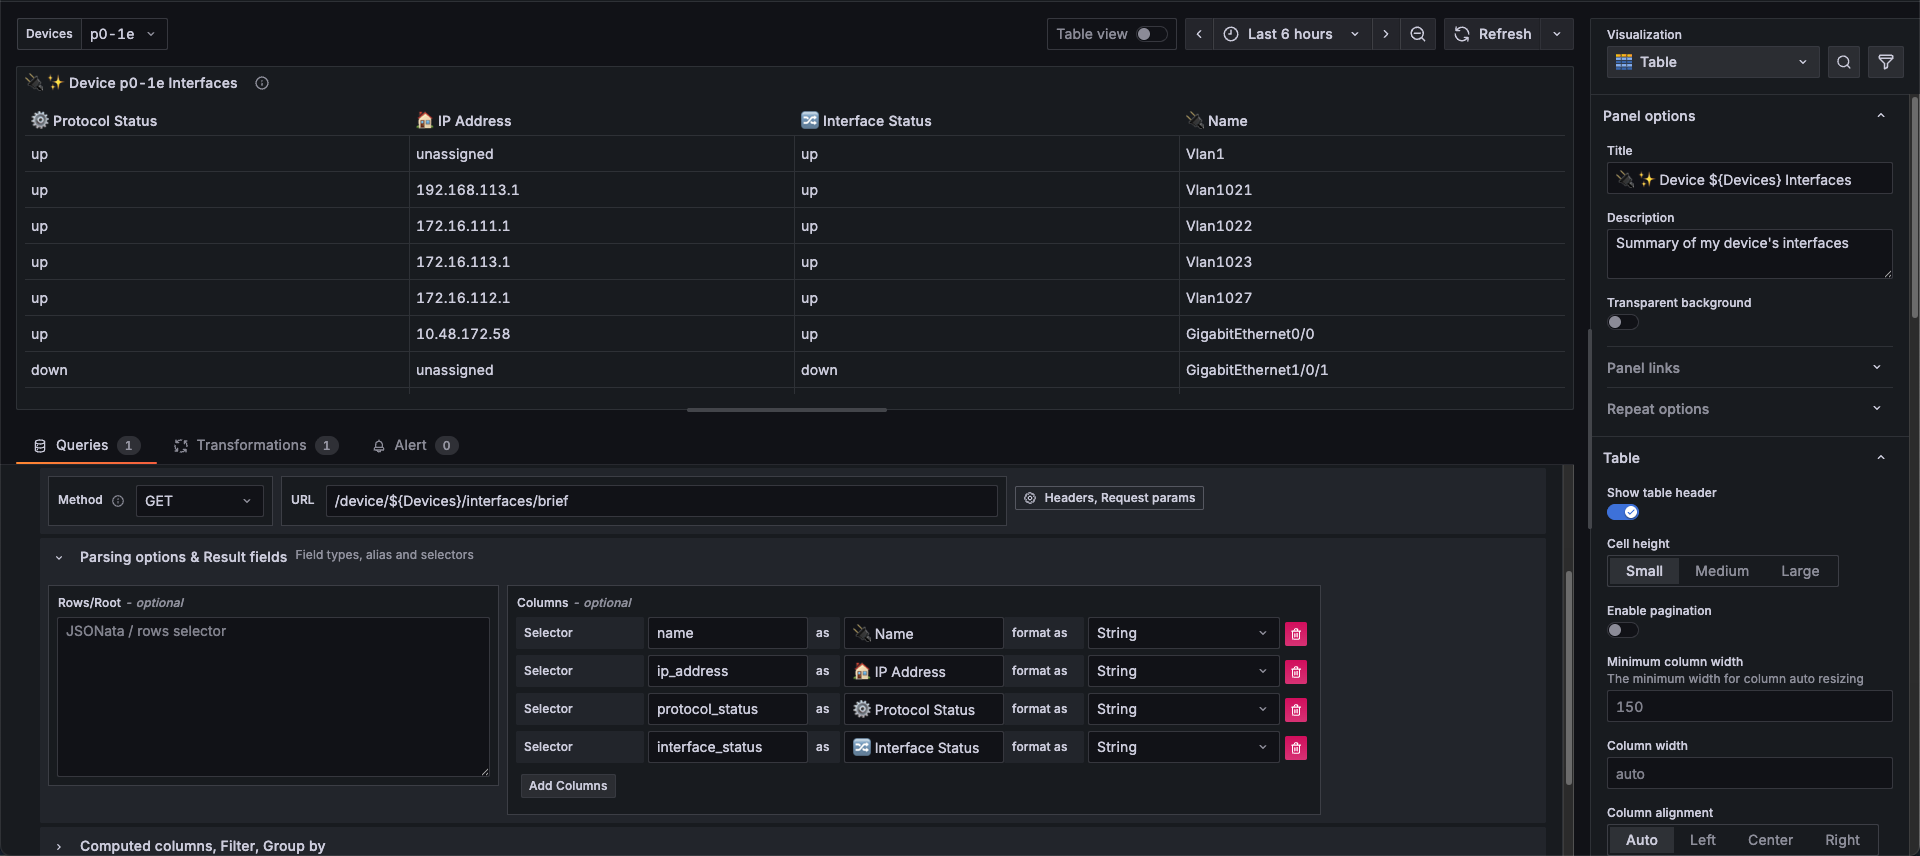 Devices p0-1e Table view Last 6 hours Refresh
Device p0-1e Interfaces
Protocol Status IP Address Interface Status Name
up unassigned up Vlan1
up 192.168.113.1 up Vlan1021
up 172.16.111.1 up Vlan1022
up 172.16.113.1 up Vlan1023
up 172.16.112.1 up Vlan1027
up 10.48.172.58 up GigabitEthernet0/0
down unassigned down GigabitEthernet1/0/1
Queries 1 Transformations 1 Alert 0
Method GET URL /device/${Devices}/interfaces/brief Headers, Request params
Parsing options & Result fields Field types, alias and selectors
Rows/Root - optional
JSONata / rows selector
Columns - optional
Selector name as Name format as String
Selector ip_address as IP Address format as String
Selector protocol_status as Protocol Status format as String
Selector interface_status as Interface Status format as String
Add Columns
Computed columns, Filter, Group by
Visualization
Table
Panel options
Title
Device ${Devices} Interfaces
Description
Summary of my device's interfaces
Transparent background
Panel links
Repeat options
Table
Show table header
Cell height
Small Medium Large
Enable pagination
Minimum column width
The minimum width for column auto resizing
150
Column width
auto
Column alignment
Auto Left Center Right